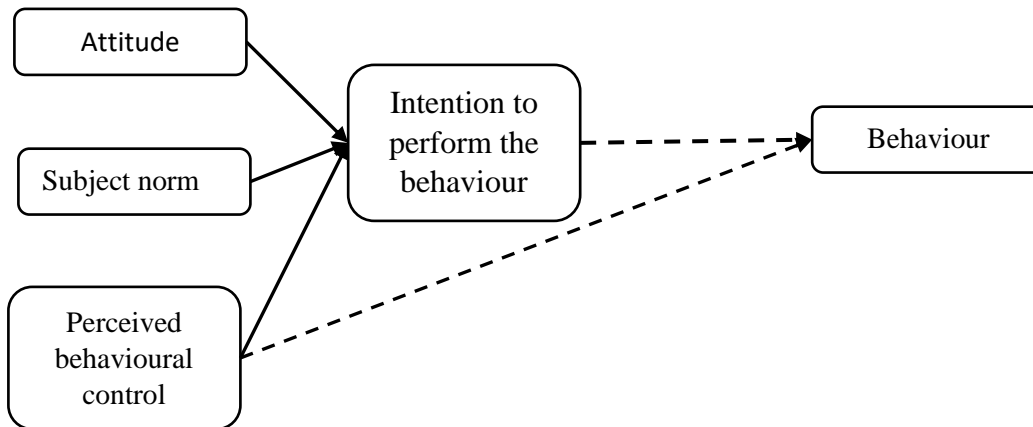 Attitude
Intention to
perform the
behaviour
Behaviour
Subject norm
Perceived
behavioural
control